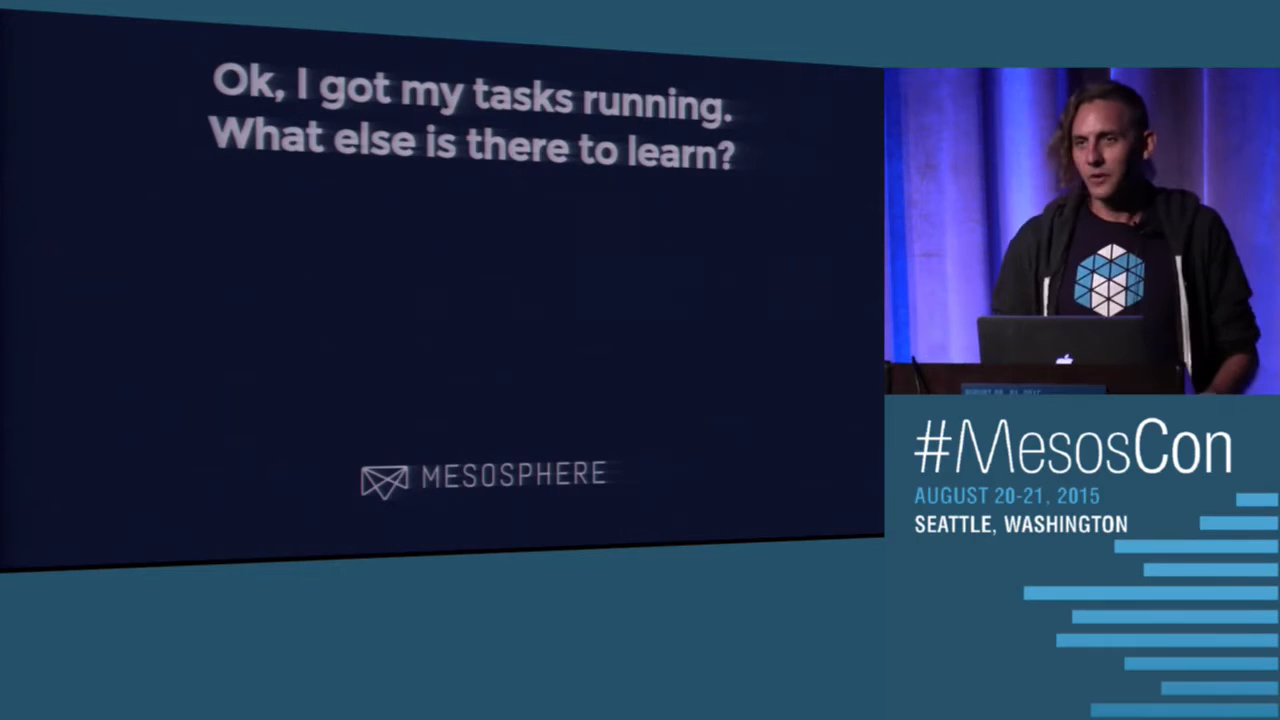 Ok, I got my tasks running.
What else is there to learn?
MESOSPHERE
#MesosCon
AUGUST 20-21, 2015
SEATTLE, WASHINGTON